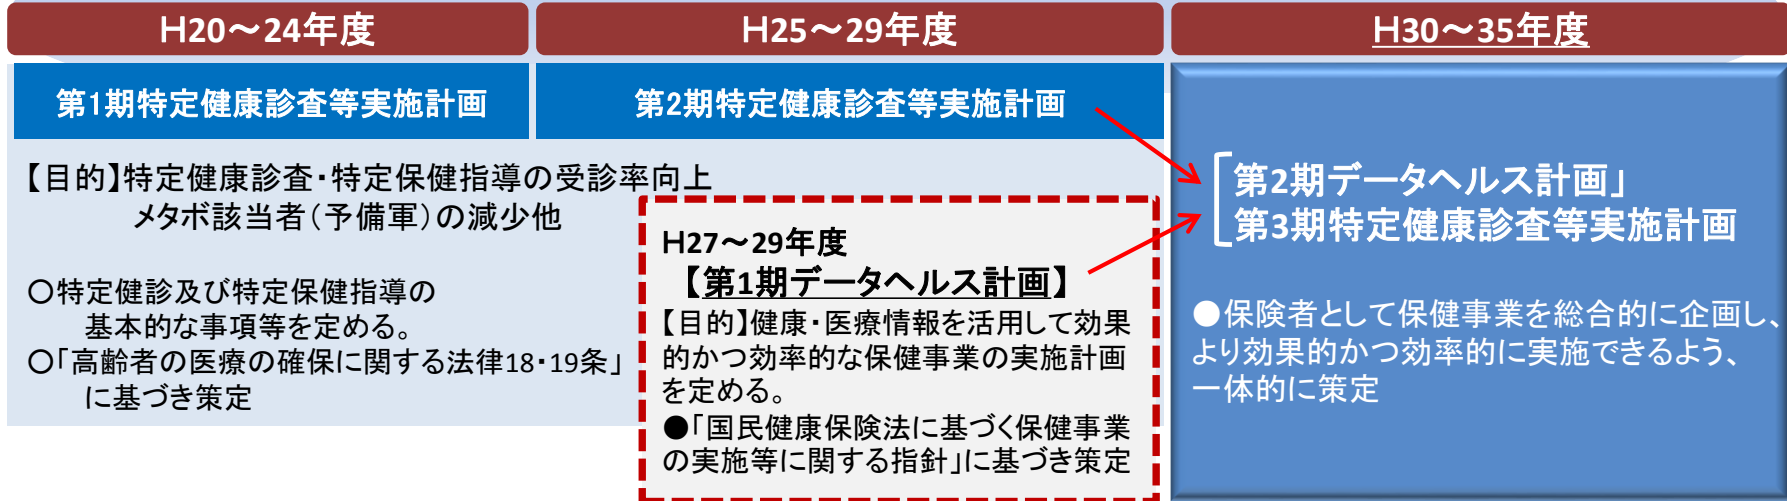 H20～24年度
H25～29年度
H30～35年度
第1期特定健康診査等実施計画
第2期特定健康診査等実施計画
【目的】特定健康診査・特定保健指導の受診率向上
メタボ該当者（予備軍）の減少他
○特定健診及び特定保健指導の
基本的な事項等を定める。
○「高齢者の医療の確保に関する法律18・19条」
に基づき策定
H27～29年度
【第1期データヘルス計画】
【目的】健康・医療情報を活用して効果
的かつ効率的な保健事業の実施計画
を定める。
●「国民健康保険法に基づく保健事業
の実施等に関する指針」に基づき策定
第2期データヘルス計画」
第3期特定健康診査等実施計画
●保険者として保健事業を総合的に企画し、
より効果的かつ効率的に実施できるよう、
一体的に策定